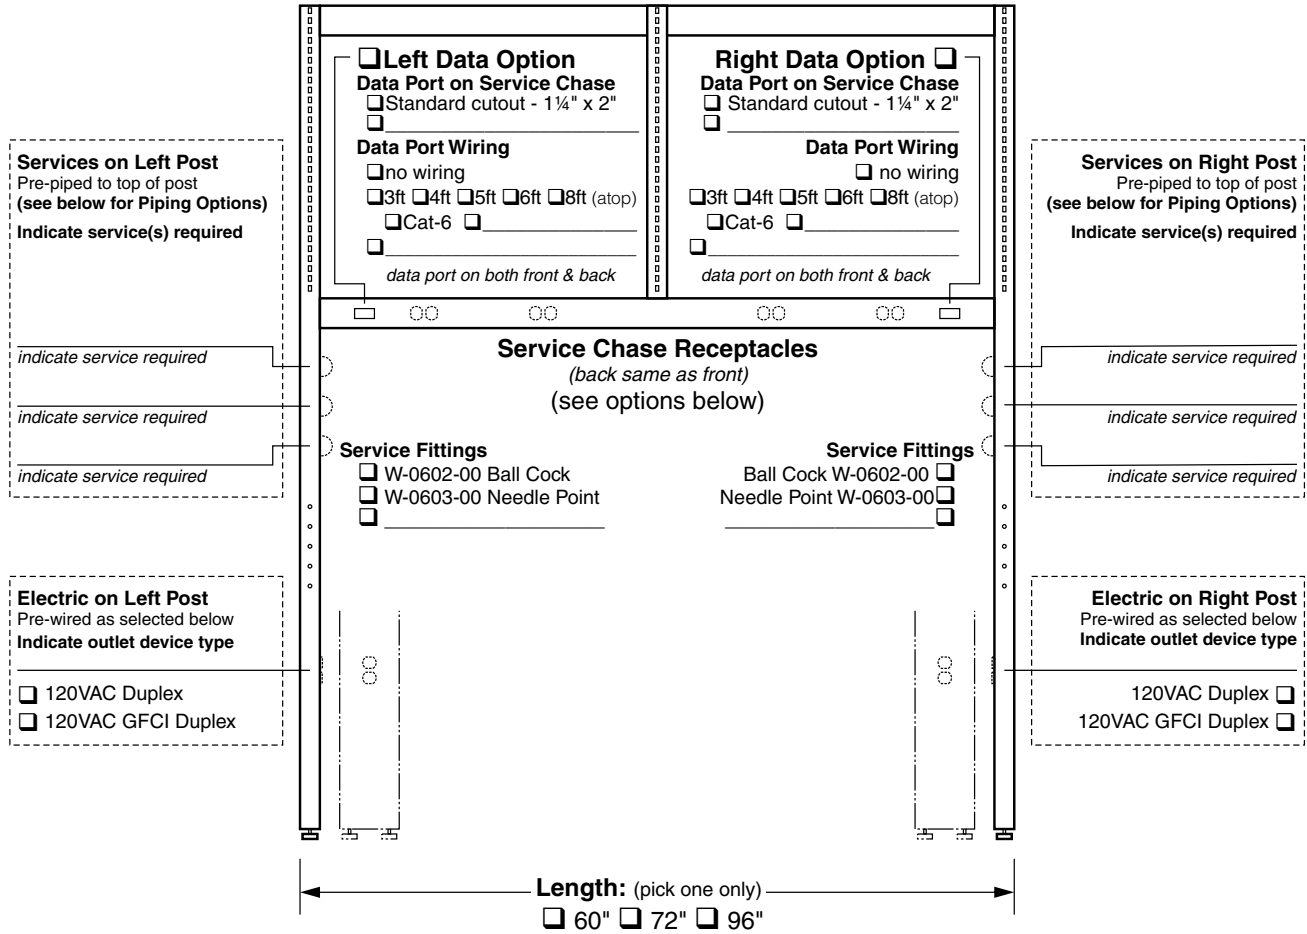 ❑Left Data Option
Data Port on Service Chase
❑Standard cutout - 1¼" x 2"
❑_______________________
Data Port Wiring
❑no wiring
❑3ft ❑4ft ❑5ft ❑6ft ❑8ft (atop)
❑Cat-6 ❑______________
❑_______________________
data port on both front & back
Right Data Option ❑
Data Port on Service Chase
❑ Standard cutout - 1¼" x 2"
❑ _____________________
Data Port Wiring
❑ no wiring
❑3ft ❑4ft ❑5ft ❑6ft ❑8ft (atop)
❑Cat-6 ❑______________
❑_______________________
data port on both front & back
Services on Left Post
Pre-piped to top of post
(see below for Piping Options)
Indicate service(s) required
indicate service required
indicate service required
indicate service required
Services on Right Post
Pre-piped to top of post
(see below for Piping Options)
Indicate service(s) required
indicate service required
indicate service required
indicate service required
Service Chase Receptacles
(back same as front)
(see options below)
Service Fittings
❑ W-0602-00 Ball Cock
❑ W-0603-00 Needle Point
❑ ____________________
Service Fittings
Ball Cock W-0602-00 ❑
Needle Point W-0603-00❑
_____________________❑
Electric on Left Post
Pre-wired as selected below
Indicate outlet device type
❑ 120VAC Duplex
❑ 120VAC GFCI Duplex
Electric on Right Post
Pre-wired as selected below
Indicate outlet device type
120VAC Duplex ❑
120VAC GFCI Duplex ❑
Length: (pick one only)
❑ 60" ❑ 72" ❑ 96"